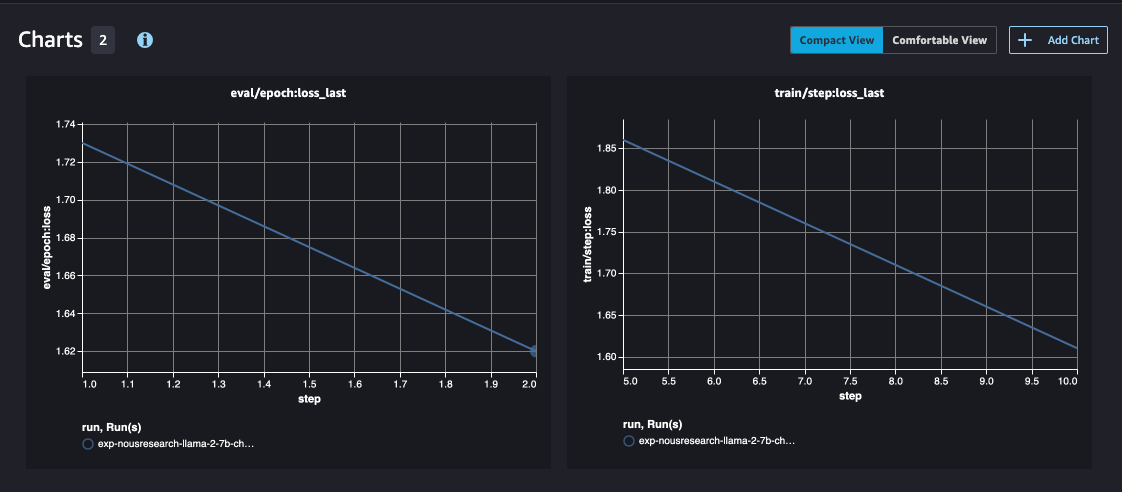 Charts 2
Compact View Comfortable View + Add Chart
eval/epoch:loss_last
eval/epoch:loss
1.74
1.72
1.70
1.68
1.66
1.64
1.62
1.0 1.1 1.2 1.3 1.4 1.5 1.6 1.7 1.8 1.9 2.0
step
run, Run(s)
exp-nousresearch-llama-2-7b-ch...
train/step:loss_last
train/step:loss
1.85
1.80
1.75
1.70
1.65
1.60
5.0 5.5 6.0 6.5 7.0 7.5 8.0 8.5 9.0 9.5 10.0
step
run, Run(s)
exp-nousresearch-llama-2-7b-ch...